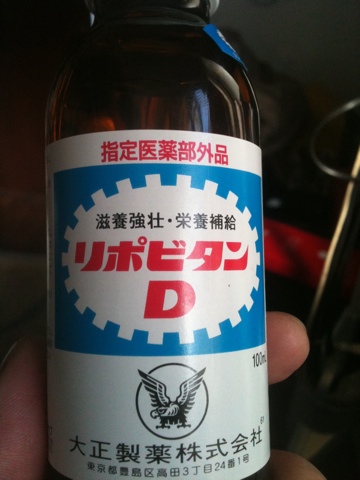 指定医薬部外品
滋養強壮・栄養補給
リポビタン
D
100mL
大正製薬株式会社
東京都豊島区高田3丁目24番1号